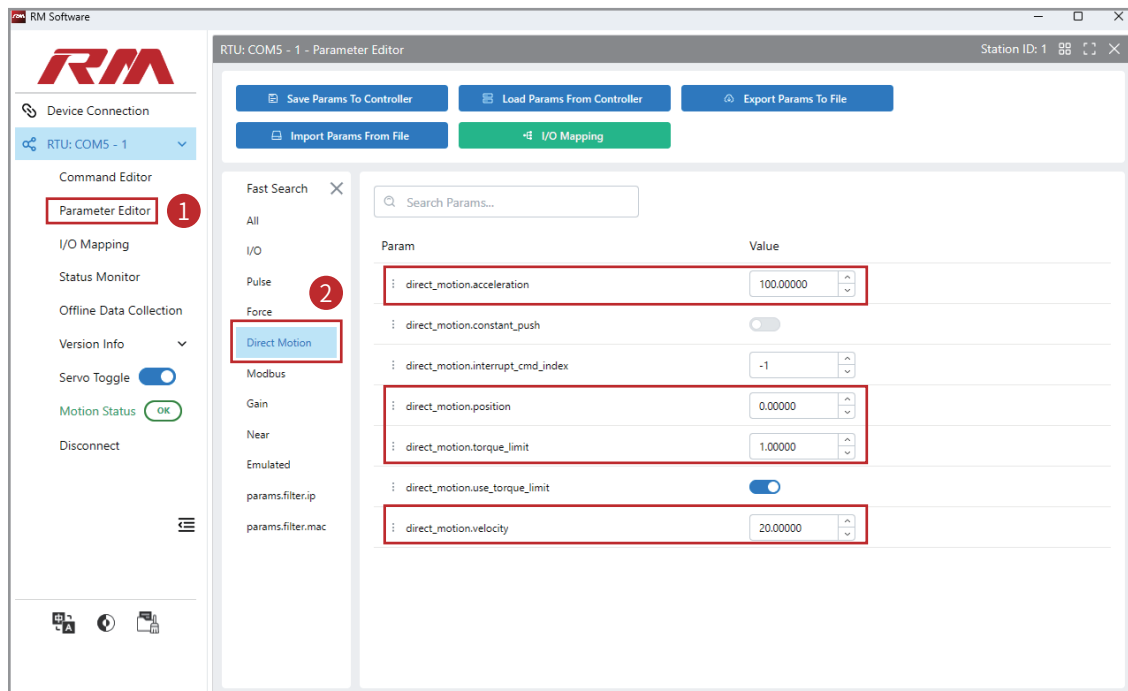 RM RM Software
RTU: COM5 - 1 - Parameter Editor
Station ID: 1
RM
Device Connection
RTU: COM5 - 1
Command Editor
Parameter Editor
1
I/O Mapping
Status Monitor
Offline Data Collection
Version Info
Servo Toggle
Motion Status OK
Disconnect
中 A
Save Params To Controller
Load Params From Controller
Export Params To File
Import Params From File
I/O Mapping
Fast Search
All
I/O
Pulse
2
Force
Direct Motion
Modbus
Gain
Near
Emulated
params.filter.ip
params.filter.mac
Search Params...
Param Value
direct_motion.acceleration 100.00000
direct_motion.constant_push
direct_motion.interrupt_cmd_index -1
direct_motion.position 0.00000
direct_motion.torque_limit 1.00000
direct_motion.use_torque_limit
direct_motion.velocity 20.00000